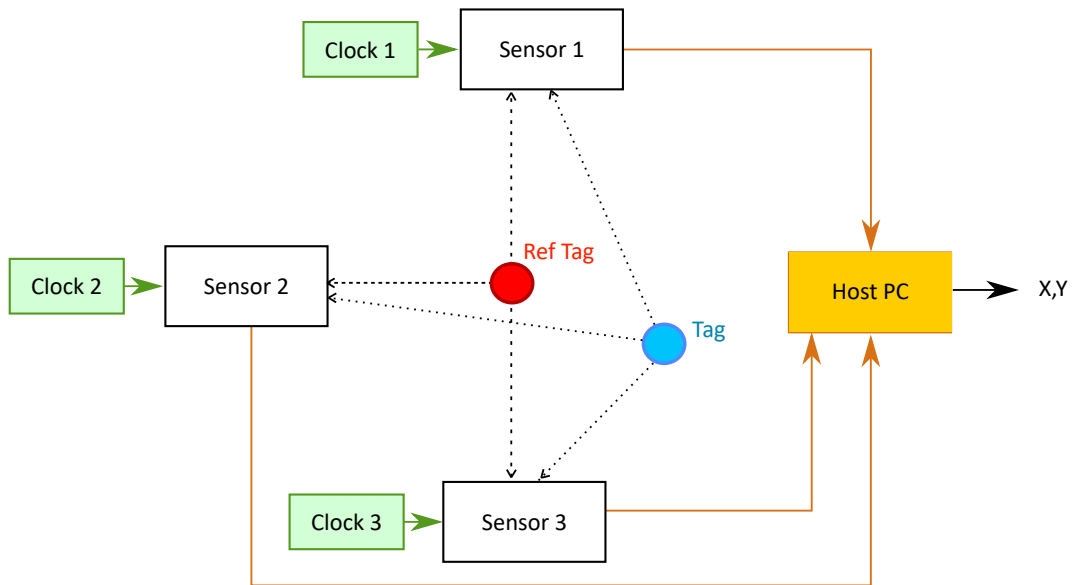 Clock 1
Sensor 1
Ref Tag
Clock 2
Sensor 2
Host PC
X,Y
Tag
Clock 3
Sensor 3